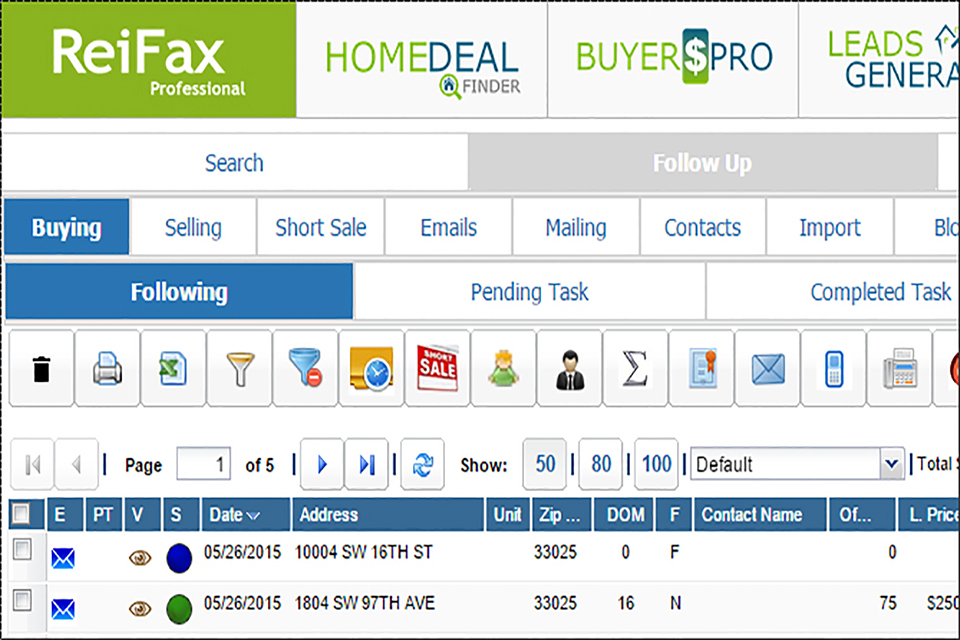 ReiFax
Professional
HOMEDEAL
FINDER
BUYER$PRO
LEADS
GENERA
Search Follow Up
Buying Selling Short Sale Emails Mailing Contacts Import Blo
Following Pending Task Completed Task
SHORT
SALE
Page 1 of 5 Show: 50 80 100 Default Total
E PT V S Date Address Unit Zip ... DOM F Contact Name Of... L. Price
05/26/2015 10004 SW 16TH ST 33025 0 F 0
05/26/2015 1804 SW 97TH AVE 33025 16 N 75 $250